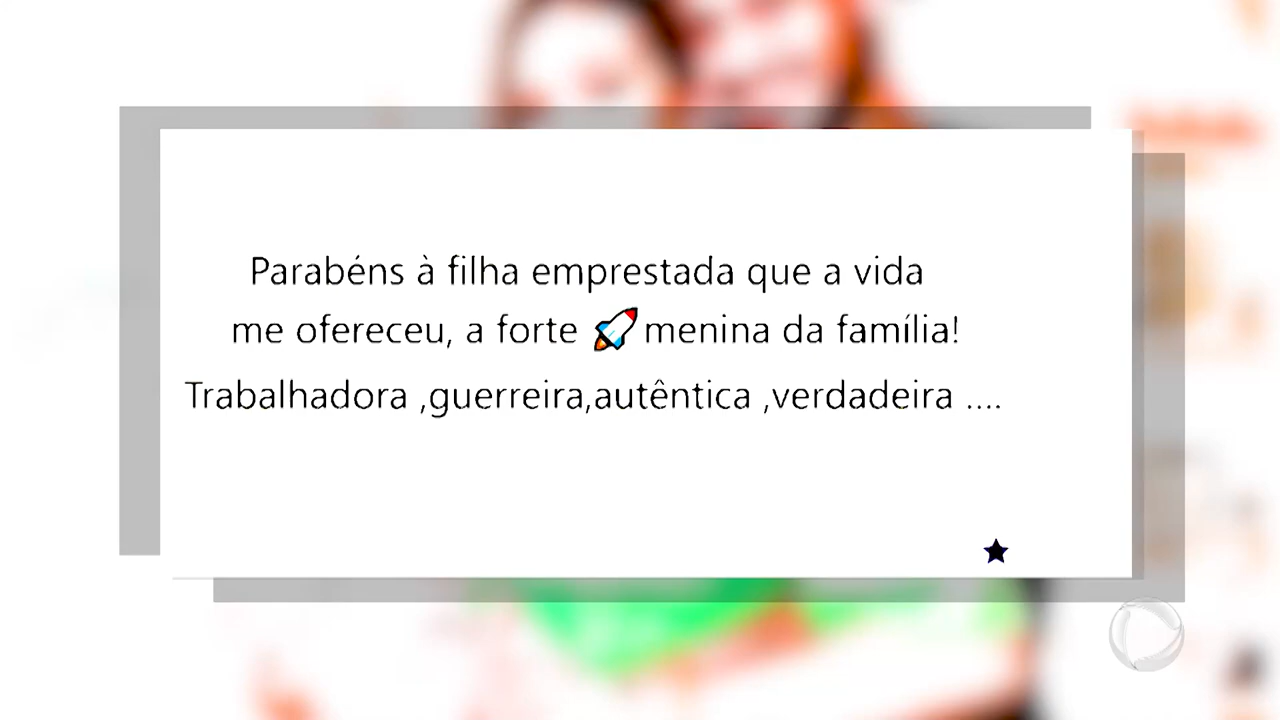 Parabéns à filha emprestada que a vida
me ofereceu, a forte 🚀 menina da família!
Trabalhadora ,guerreira,autêntica ,verdadeira ....